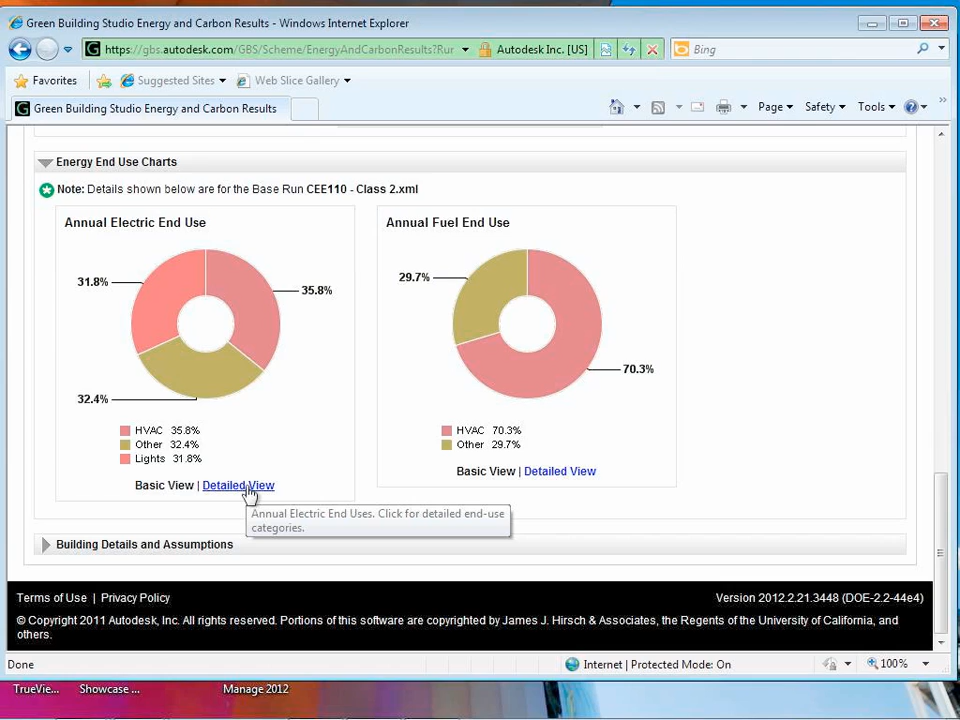 Green Building Studio Energy and Carbon Results - Windows Internet Explorer
https://gbs.autodesk.com/GBS/Scheme/EnergyAndCarbonResults?Rur
Autodesk Inc. [US]
Bing
Favorites
Suggested Sites
Web Slice Gallery
Green Building Studio Energy and Carbon Results
Page
Safety
Tools
Energy End Use Charts
Note: Details shown below are for the Base Run CEE110 - Class 2.xml
Annual Electric End Use
31.8%
35.8%
32.4%
HVAC 35.8%
Other 32.4%
Lights 31.8%
Basic View | Detailed View
Annual Fuel End Use
29.7%
70.3%
HVAC 70.3%
Other 29.7%
Basic View | Detailed View
Annual Electric End Uses. Click for detailed end-use
categories.
Building Details and Assumptions
Terms of Use | Privacy Policy
Version 2012.2.21.3448 (DOE-2.2-44e4)
© Copyright 2011 Autodesk, Inc. All rights reserved. Portions of this software are copyrighted by James J. Hirsch & Associates, the Regents of the University of California, and
others.
Done
Internet | Protected Mode: On
100%
TrueVie...
Showcase ...
Manage 2012